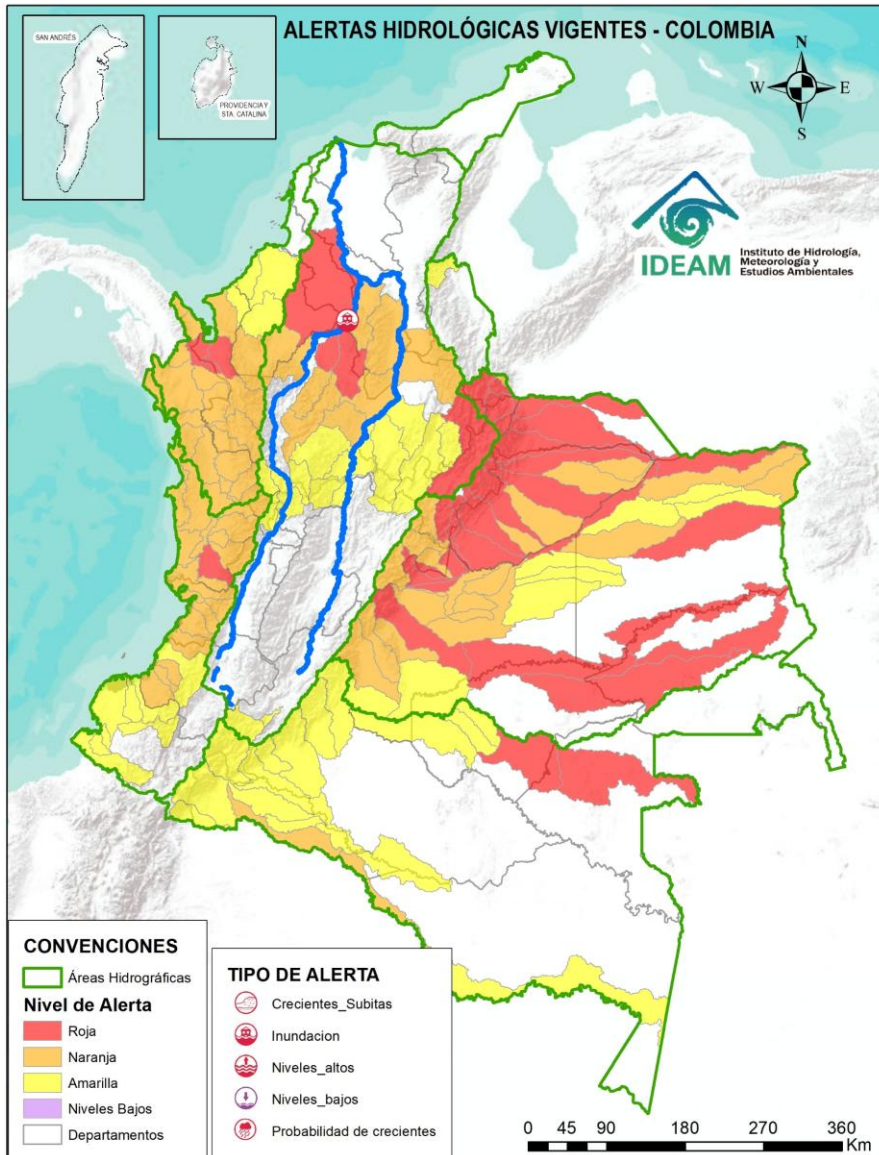 ALERTAS HIDROLÓGICAS VIGENTES - COLOMBIA
SAN ANDRÉS
PROVIDENCIA Y
STA. CATALINA
N
W E
S
IDEAM
Instituto de Hidrología,
Meteorología y
Estudios Ambientales
CONVENCIONES
Áreas Hidrográficas
Nivel de Alerta
Roja
Naranja
Amarilla
Niveles Bajos
Departamentos
TIPO DE ALERTA
Crecientes_Subitas
Inundacion
Niveles_altos
Niveles_bajos
Probabilidad de crecientes
0 45 90 180 270 360
Km